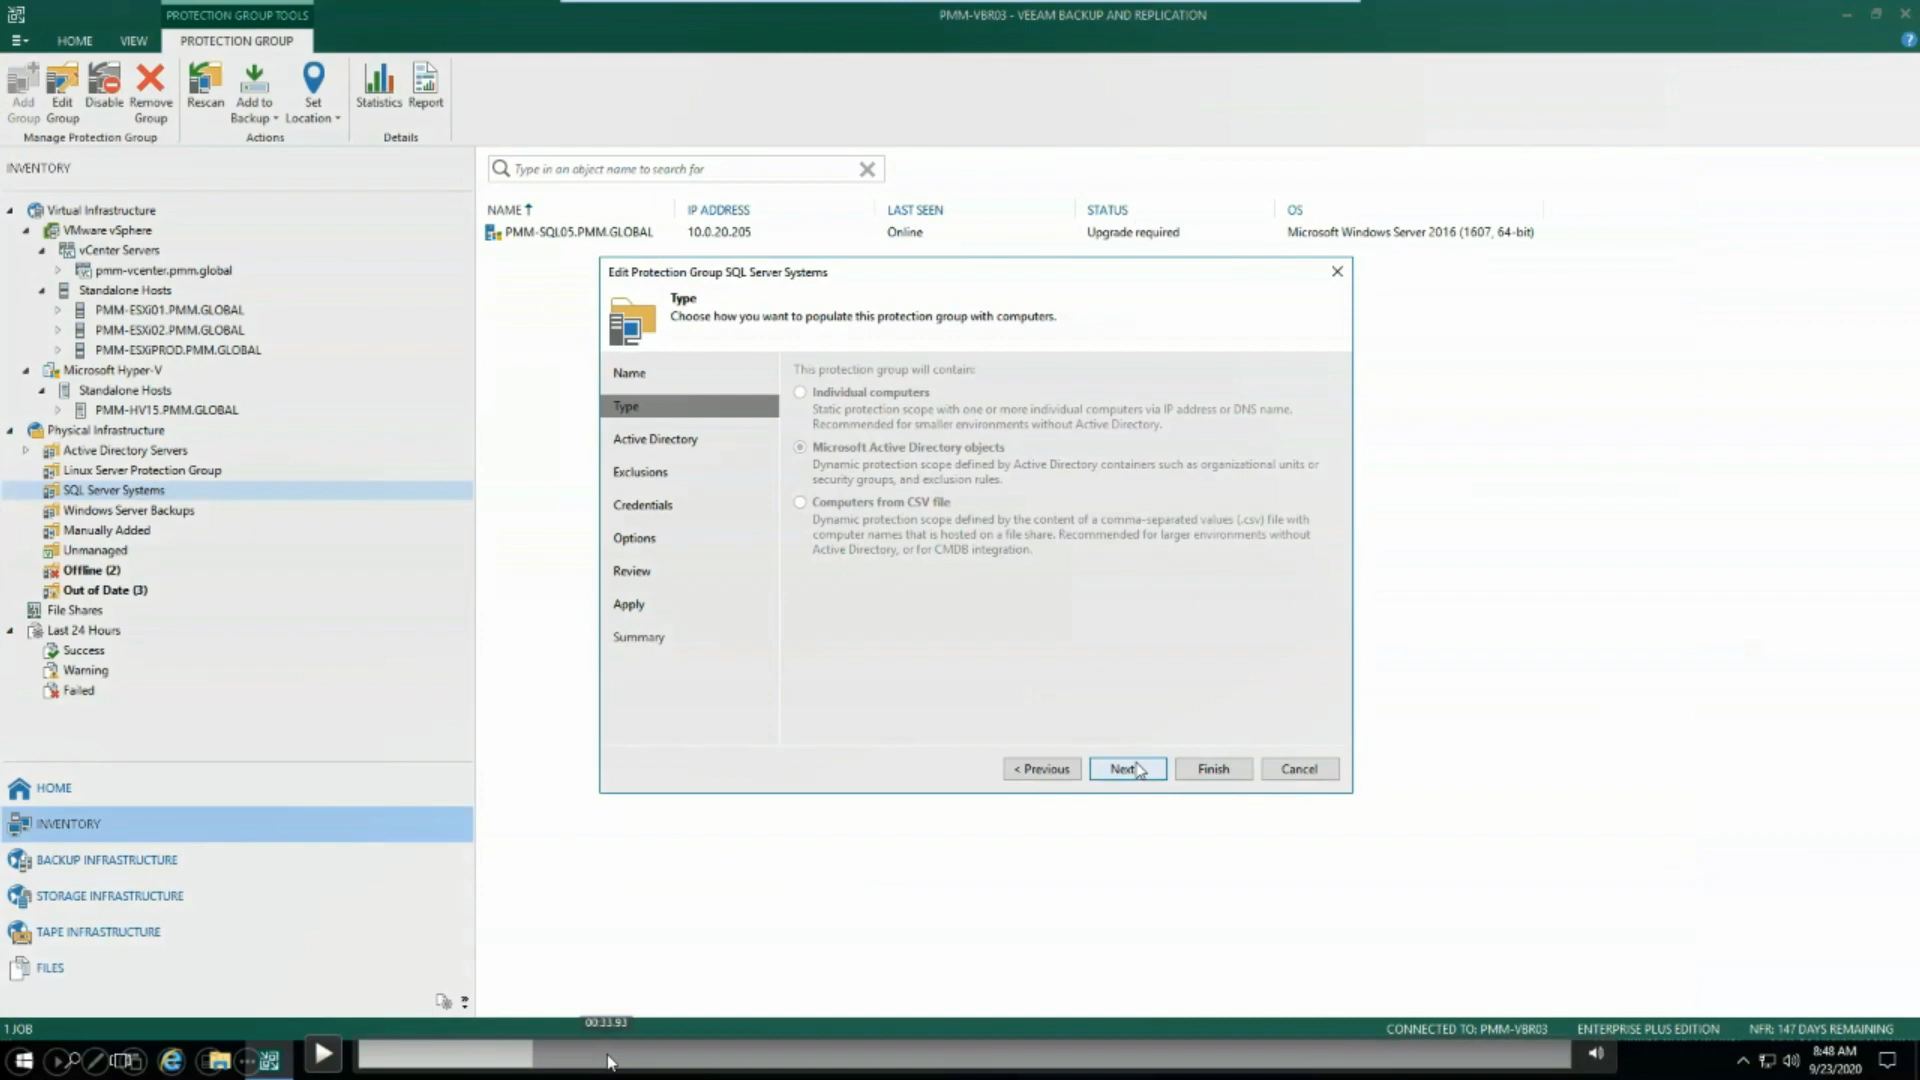 PROTECTION GROUP TOOLS
PMM-VBR03 - VEEAM BACKUP AND REPLICATION
HOME
VIEW
PROTECTION GROUP
Add Group
Edit Group
Disable
Remove Group
Rescan
Add to Backup
Set Location
Statistics
Report
Manage Protection Group
Actions
Details
INVENTORY
Virtual Infrastructure
VMware vSphere
vCenter Servers
pmm-vcenter.pmm.global
Standalone Hosts
PMM-ESXi01.PMM.GLOBAL
PMM-ESXi02.PMM.GLOBAL
PMM-ESXiPROD.PMM.GLOBAL
Microsoft Hyper-V
Standalone Hosts
PMM-HV15.PMM.GLOBAL
Physical Infrastructure
Active Directory Servers
Linux Server Protection Group
SQL Server Systems
Windows Server Backups
Manually Added
Unmanaged
Offline (2)
Out of Date (3)
File Shares
Last 24 Hours
Success
Warning
Failed
HOME
INVENTORY
BACKUP INFRASTRUCTURE
STORAGE INFRASTRUCTURE
TAPE INFRASTRUCTURE
FILES
Type in an object name to search for
NAME IP ADDRESS LAST SEEN STATUS OS
PMM-SQL05.PMM.GLOBAL 10.0.20.205 Online Upgrade required Microsoft Windows Server 2016 (1607, 64-bit)
Edit Protection Group SQL Server Systems
Type
Choose how you want to populate this protection group with computers.
Name
Type
Active Directory
Exclusions
Credentials
Options
Review
Apply
Summary
This protection group will contain:
Individual computers
Static protection scope with one or more individual computers via IP address or DNS name.
Recommended for smaller environments without Active Directory.
Microsoft Active Directory objects
Dynamic protection scope defined by Active Directory containers such as organizational units or
security groups, and exclusion rules.
Computers from CSV file
Dynamic protection scope defined by the content of a comma-separated values (.csv) file with
computer names that is hosted on a file share. Recommended for larger environments without
Active Directory, or for CMDB integration.
< Previous
Next
Finish
Cancel
00:33.93
1 JOB
CONNECTED TO: PMM-VBR03
ENTERPRISE PLUS EDITION
NFR: 147 DAYS REMAINING
8:48 AM
9/23/2020